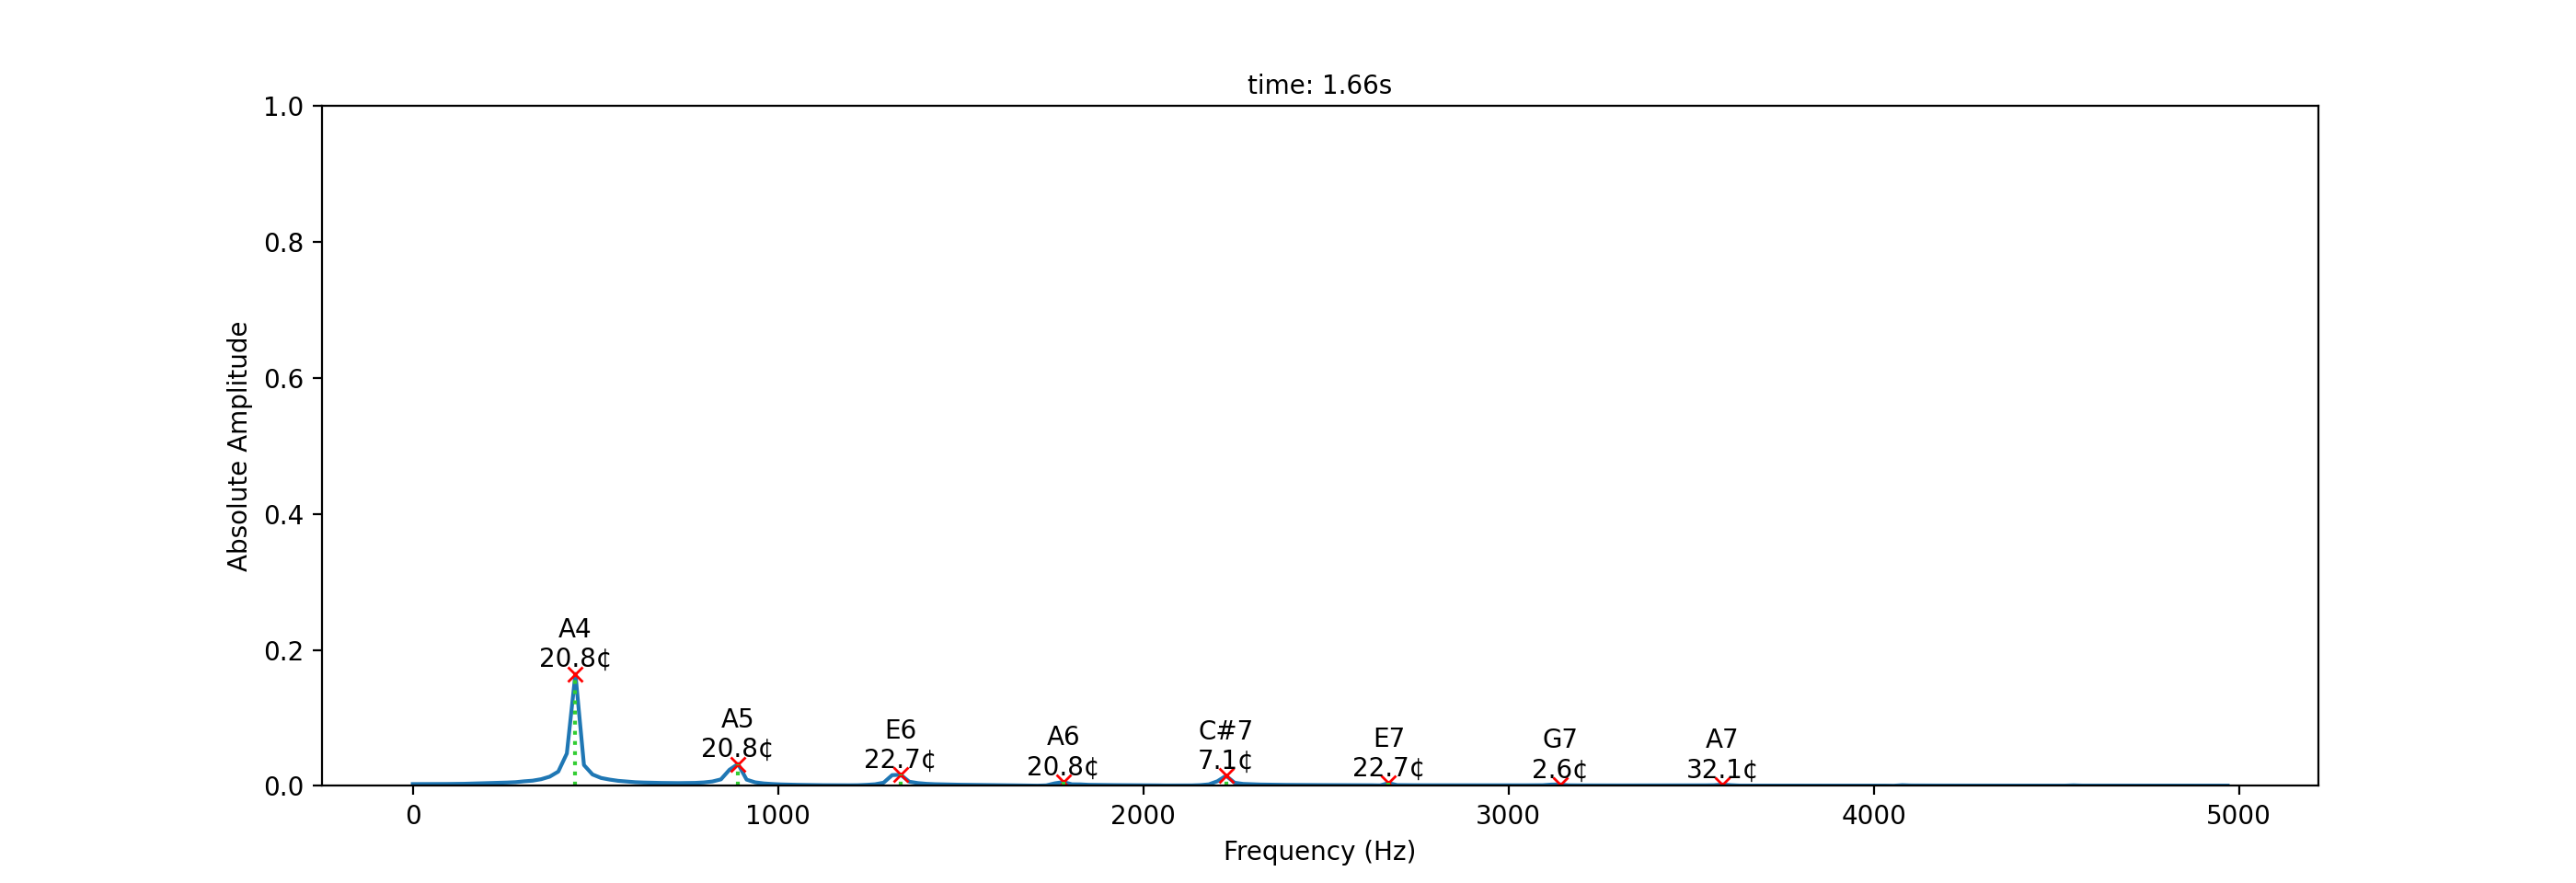 time: 1.66s
1.0
0.8
0.6
0.4
0.2
0.0
Absolute Amplitude
A4
20.8¢
A5
20.8¢
E6
22.7¢
A6
20.8¢
C#7
7.1¢
E7
22.7¢
G7
2.6¢
A7
32.1¢
0 1000 2000 3000 4000 5000
Frequency (Hz)